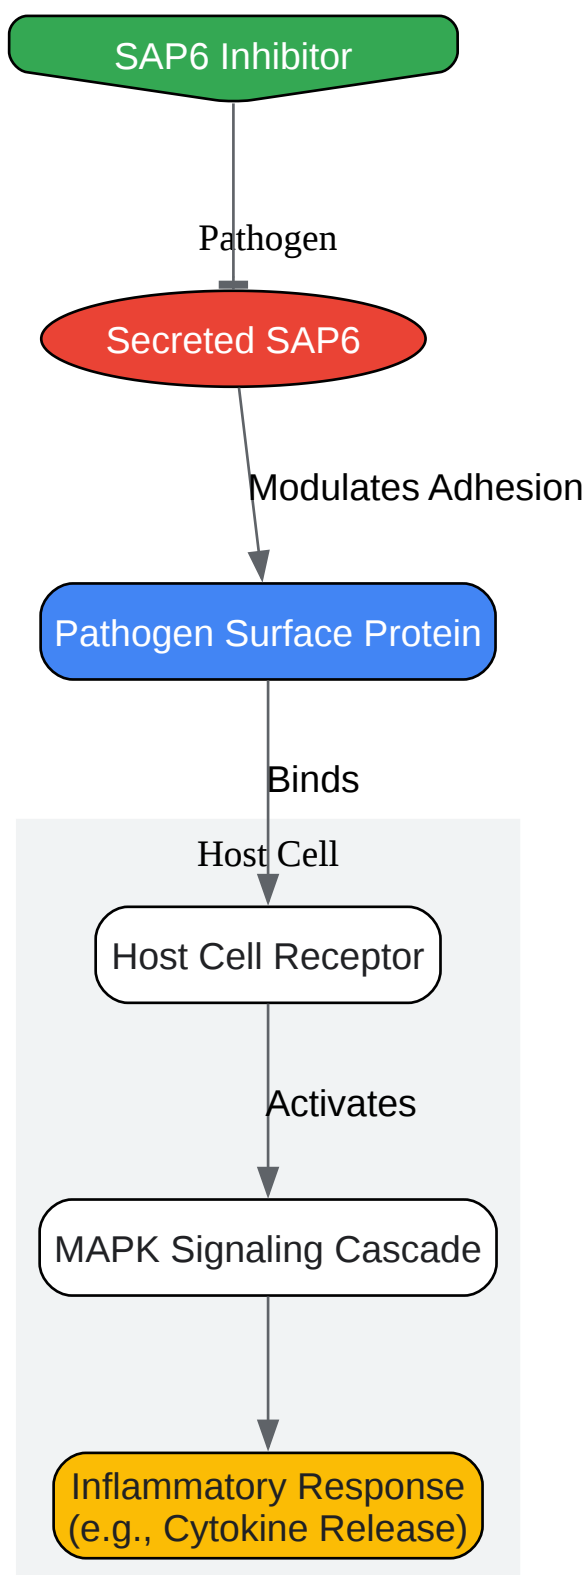 SAP6 Inhibitor
Pathogen
Secreted SAP6
Modulates Adhesion
Pathogen Surface Protein
Binds
Host Cell
Host Cell Receptor
Activates
MAPK Signaling Cascade
Inflammatory Response
(e.g., Cytokine Release)